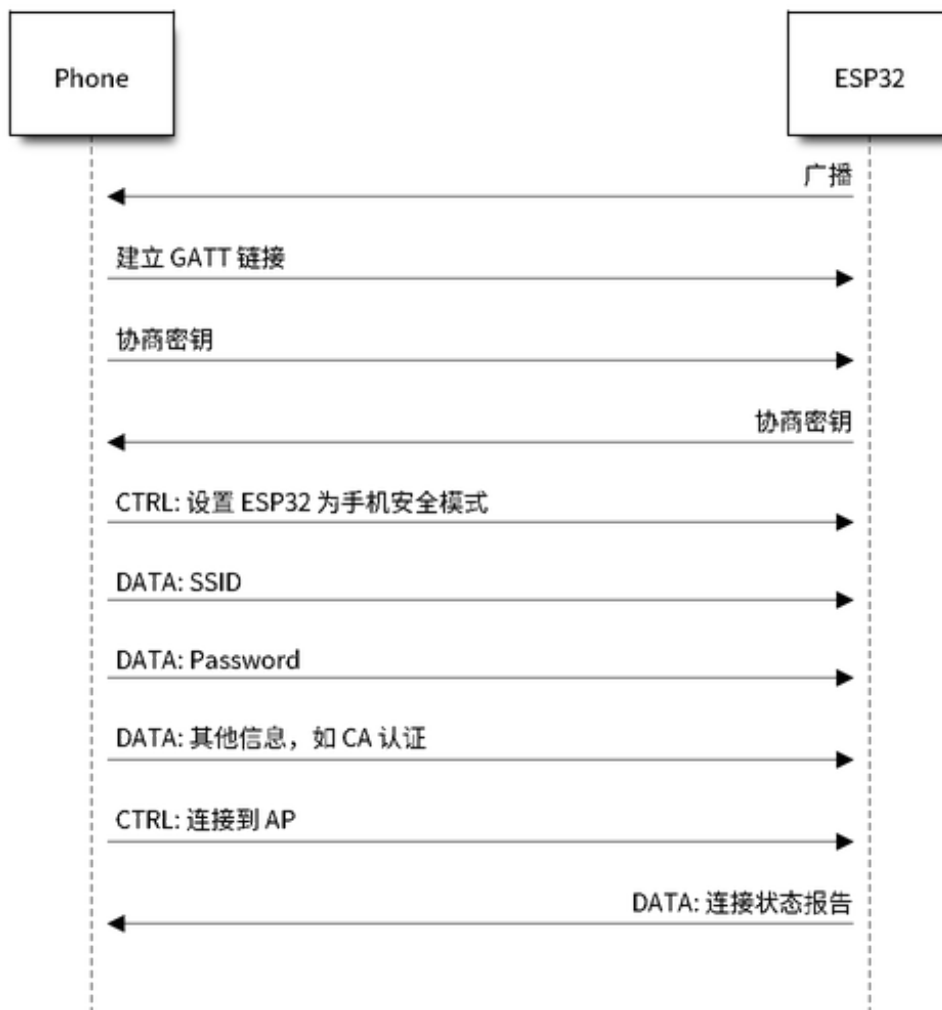 Phone
ESP32
广播
建立 GATT 链接
协商密钥
协商密钥
CTRL: 设置 ESP32 为手机安全模式
DATA: SSID
DATA: Password
DATA: 其他信息，如 CA 认证
CTRL: 连接到 AP
DATA: 连接状态报告